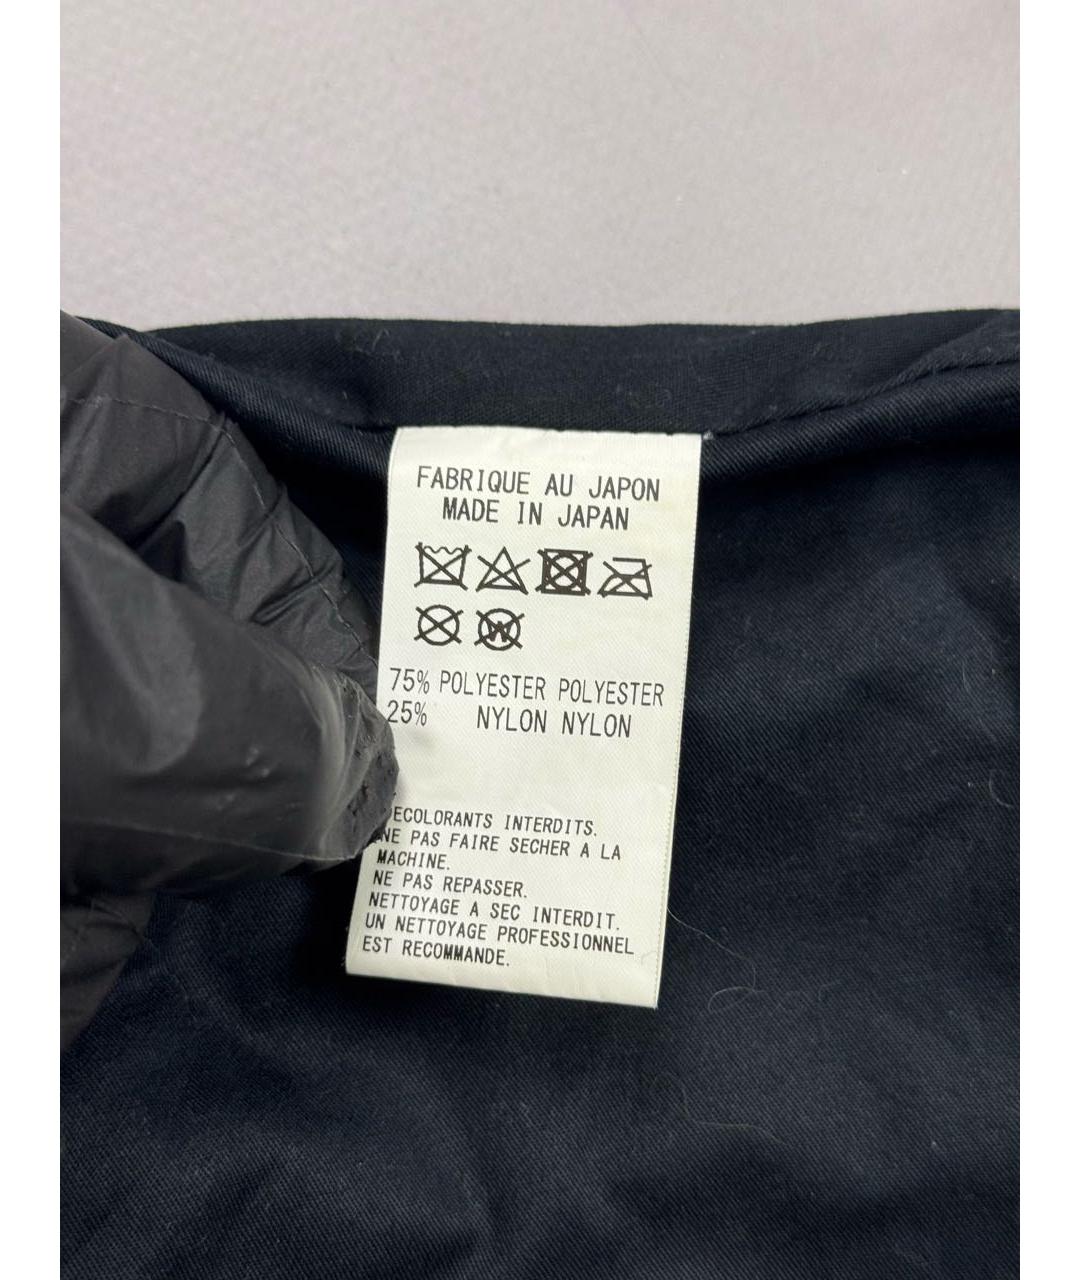 FABRIQUE AU JAPON
MADE IN JAPAN
W
75% POLYESTER POLYESTER
25% NYLON NYLON
ECOLORANTS INTERDITS.
NE PAS FAIRE SECHER A LA
MACHINE.
NE PAS REPASSER.
NETTOYAGE A SEC INTERDIT.
UN NETTOYAGE PROFESSIONNEL
EST RECOMMANDE.